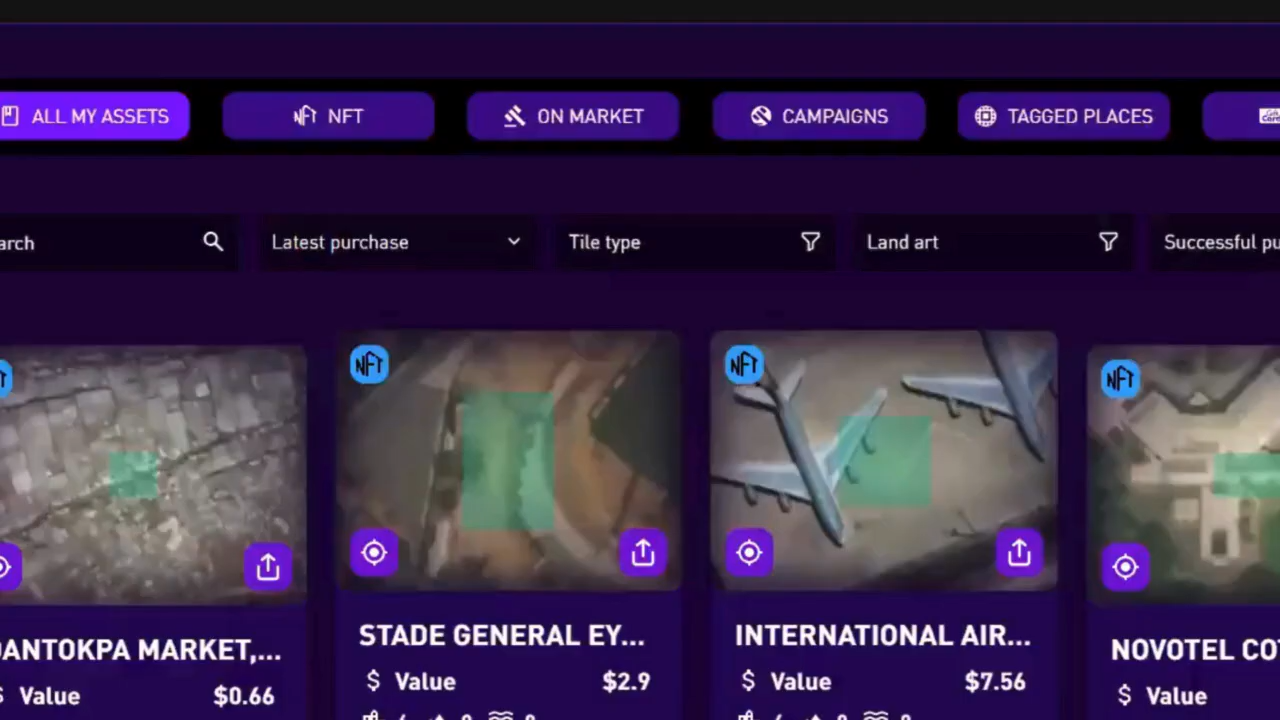 ALL MY ASSETS
NFT NFT
ON MARKET
CAMPAIGNS
TAGGED PLACES
arch
Latest purchase
Tile type
Land art
Successful pu
NFT
NFT
NFT
ANTOKPA MARKET,...
STADE GENERAL EY...
INTERNATIONAL AIR...
NOVOTEL CO
$ Value $0.66
$ Value $2.9
$ Value $7.56
$ Value